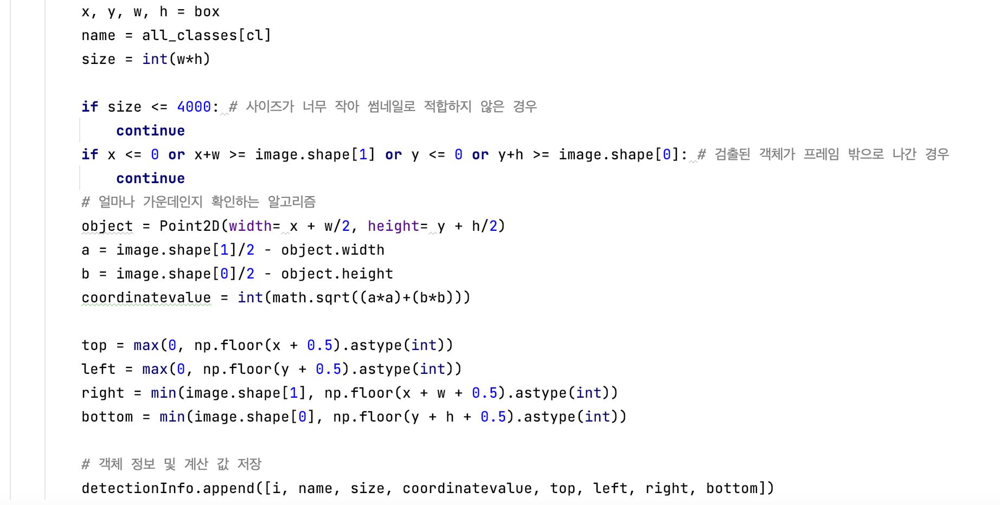 x, y, w, h = box
name = all_classes[cl]
size = int(w*h)
if size <= 4000: # 사이즈가 너무 작아 썸네일로 적합하지 않은 경우
continue
if x <= 0 or x+w >= image.shape[1] or y <= 0 or y+h >= image.shape[0]: # 검출된 객체가 프레임 밖으로 나간 경우
continue
# 얼마나 가운데인지 확인하는 알고리즘
object = Point2D(width= x + w/2, height= y + h/2)
a = image.shape[1]/2 - object.width
b = image.shape[0]/2 - object.height
coordinatevalue = int(math.sqrt((a*a)+(b*b)))
top = max(0, np.floor(x + 0.5).astype(int))
left = max(0, np.floor(y + 0.5).astype(int))
right = min(image.shape[1], np.floor(x + w + 0.5).astype(int))
bottom = min(image.shape[0], np.floor(y + h + 0.5).astype(int))
# 객체 정보 및 계산 값 저장
detectionInfo.append([i, name, size, coordinatevalue, top, left, right, bottom])